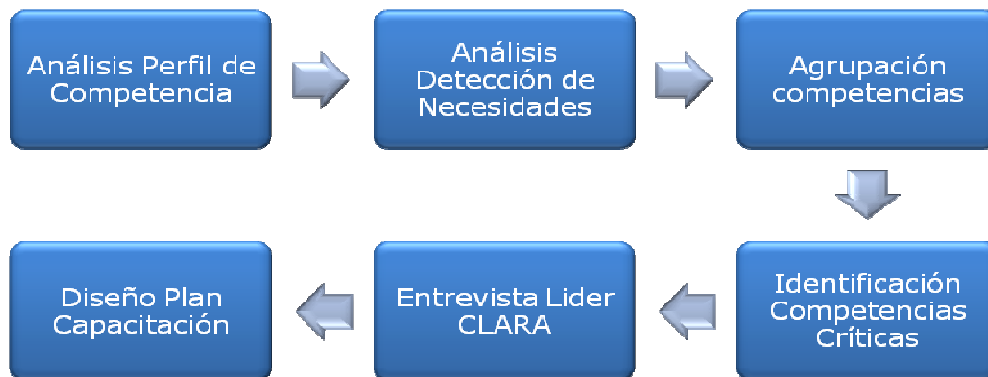 Análisis Perfil de
Competencia
Análisis
Detección de
Necesidades
Agrupación
competencias
Identificación
Competencias
Críticas
Entrevista Lider
CLARA
Diseño Plan
Capacitación